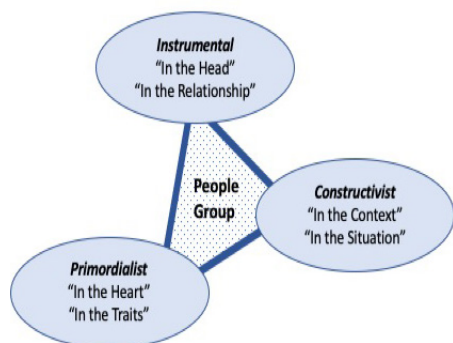 Instrumental
“In the Head”
“In the Relationship”
People
Group
Constructivist
“In the Context”
“In the Situation”
Primordialist
“In the Heart”
“In the Traits”